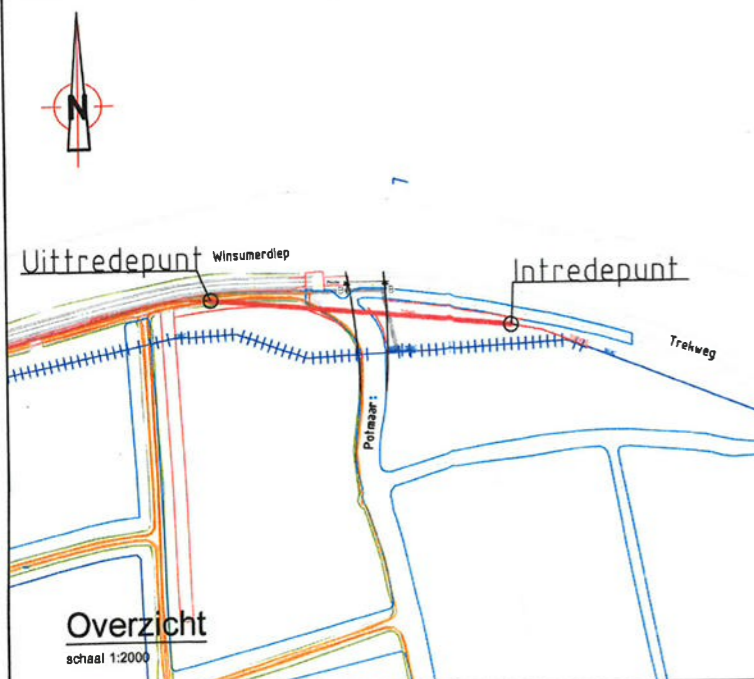 N
Uittredepunt
Winsumerdiep
Intredepunt
Trekweg
Potmaar:
Overzicht
schaal 1:2000